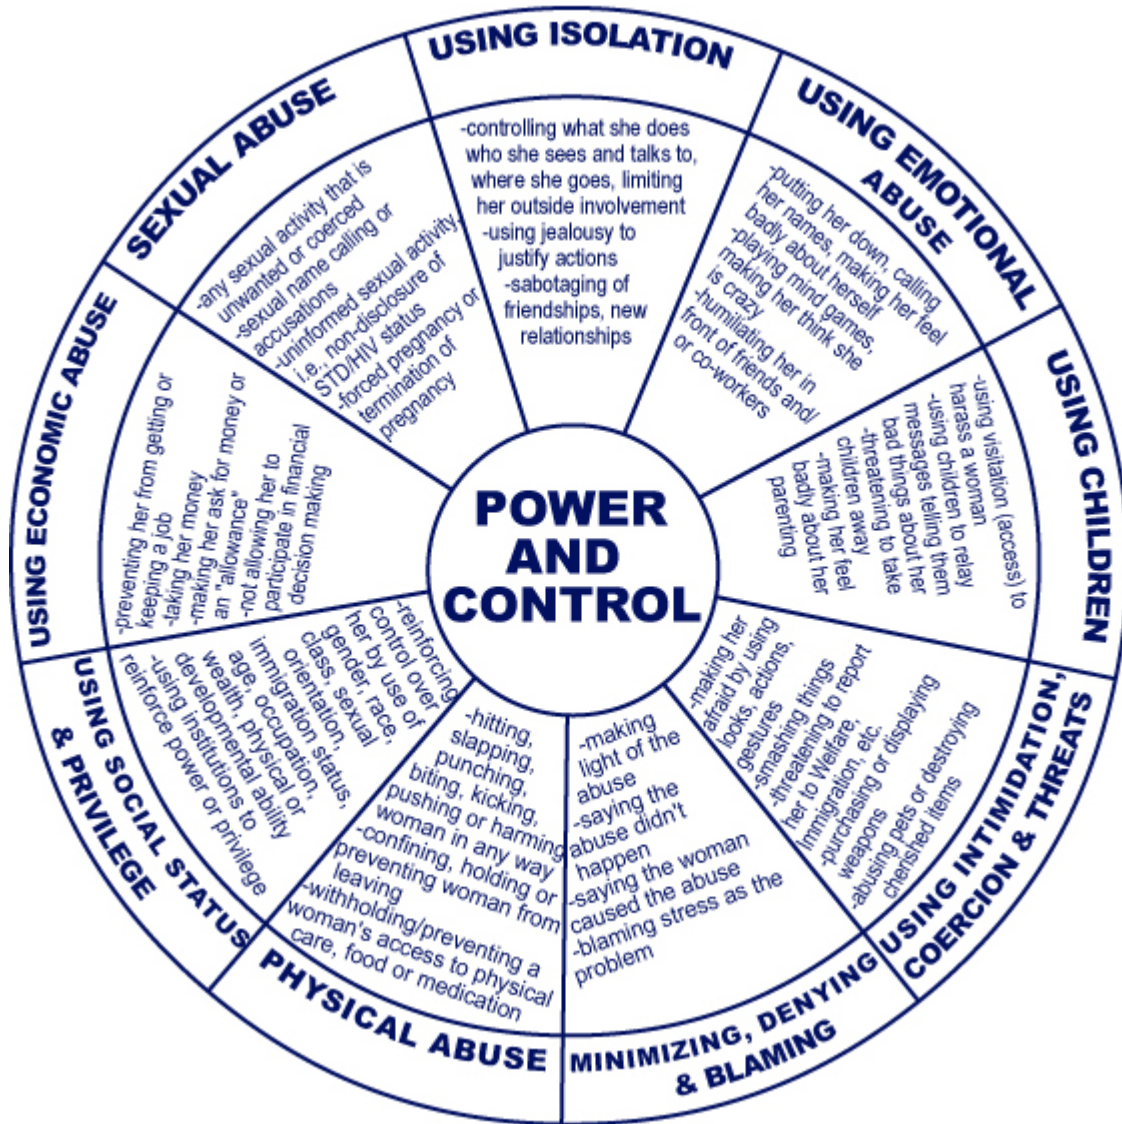 USING ISOLATION
-controlling what she does
who she sees and talks to,
where she goes, limiting
her outside involvement
-using jealousy to
justify actions
-sabotaging of
friendships, new
relationships
USING EMOTIONAL
ABUSE
-putting her down, calling
her names, making her feel
badly about herself
-playing mind games,
making her think she
is crazy
-humiliating her in
front of friends and/
or co-workers
USING CHILDREN
-using visitation (access) to
harass a woman
-using children to relay
messages telling them
bad things about her
-threatening to take
children away
-making her feel
badly about her
parenting
USING INTIMIDATION,
COERCION & THREATS
-making her
afraid by using
looks, actions,
gestures
-smashing things
-threatening to report
her to Welfare,
Immigration, etc.
-purchasing or displaying
weapons
-abusing pets or destroying
cherished items
MINIMIZING, DENYING
& BLAMING
-making
light of the
abuse
-saying the
abuse didn't
happen
-saying the woman
caused the abuse
-blaming stress as the
problem
PHYSICAL ABUSE
-hitting,
slapping,
punching,
biting, kicking,
pushing or harming
woman in any way
-confining, holding or
preventing woman from
leaving
-withholding/preventing a
woman's access to physical
care, food or medication
USING SOCIAL STATUS
& PRIVILEGE
-reinforcing
control over
her by use of
gender, race,
class, sexual
orientation,
immigration status,
age, occupation,
wealth, physical or
developmental ability
-using institutions to
reinforce power or privilege
USING ECONOMIC ABUSE
-preventing her from getting or
keeping a job
-taking her money
-making her ask for money or
an "allowance"
-not allowing her to
participate in financial
decision making
SEXUAL ABUSE
-any sexual activity that is
unwanted or coerced
-sexual name calling or
accusations
-uninformed sexual activity,
i.e., non-disclosure of
STD/HIV status
-forced pregnancy or
termination of
pregnancy
POWER
AND
CONTROL